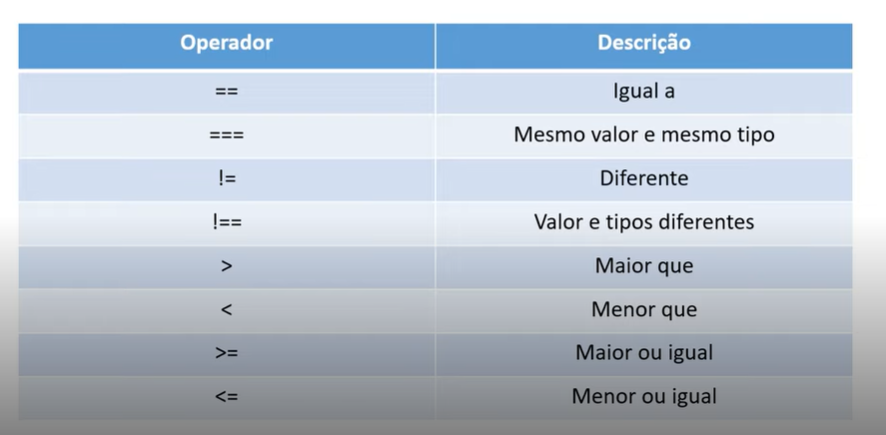 Operador Descrição
== Igual a
=== Mesmo valor e mesmo tipo
!= Diferente
!== Valor e tipos diferentes
> Maior que
< Menor que
>= Maior ou igual
<= Menor ou igual